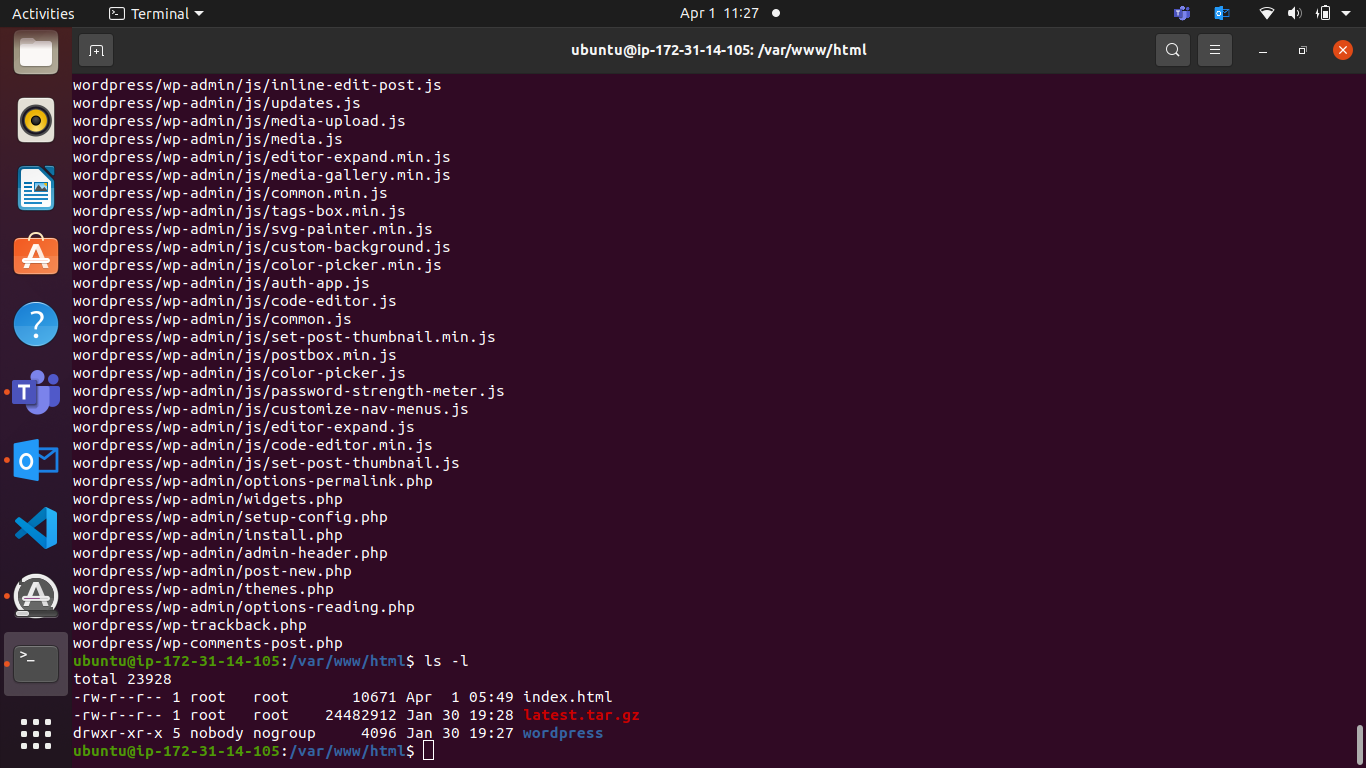 Activities Terminal Apr 1 11:27
ubuntu@ip-172-31-14-105: /var/www/html
wordpress/wp-admin/js/inline-edit-post.js
wordpress/wp-admin/js/updates.js
wordpress/wp-admin/js/media-upload.js
wordpress/wp-admin/js/media.js
wordpress/wp-admin/js/editor-expand.min.js
wordpress/wp-admin/js/media-gallery.min.js
wordpress/wp-admin/js/common.min.js
wordpress/wp-admin/js/tags-box.min.js
wordpress/wp-admin/js/svg-painter.min.js
wordpress/wp-admin/js/custom-background.js
wordpress/wp-admin/js/color-picker.min.js
wordpress/wp-admin/js/auth-app.js
wordpress/wp-admin/js/code-editor.js
wordpress/wp-admin/js/common.js
wordpress/wp-admin/js/set-post-thumbnail.min.js
wordpress/wp-admin/js/postbox.min.js
wordpress/wp-admin/js/color-picker.js
wordpress/wp-admin/js/password-strength-meter.js
wordpress/wp-admin/js/customize-nav-menus.js
wordpress/wp-admin/js/editor-expand.js
wordpress/wp-admin/js/code-editor.min.js
wordpress/wp-admin/js/set-post-thumbnail.js
wordpress/wp-admin/options-permalink.php
wordpress/wp-admin/widgets.php
wordpress/wp-admin/setup-config.php
wordpress/wp-admin/install.php
wordpress/wp-admin/admin-header.php
wordpress/wp-admin/post-new.php
wordpress/wp-admin/themes.php
wordpress/wp-admin/options-reading.php
wordpress/wp-trackback.php
wordpress/wp-comments-post.php
ubuntu@ip-172-31-14-105:/var/www/html$ ls -l
total 23928
-rw-r--r-- 1 root   root       10671 Apr  1 05:49 index.html
-rw-r--r-- 1 root   root    24482912 Jan 30 19:28 latest.tar.gz
drwxr-xr-x 5 nobody nogroup     4096 Jan 30 19:27 wordpress
ubuntu@ip-172-31-14-105:/var/www/html$